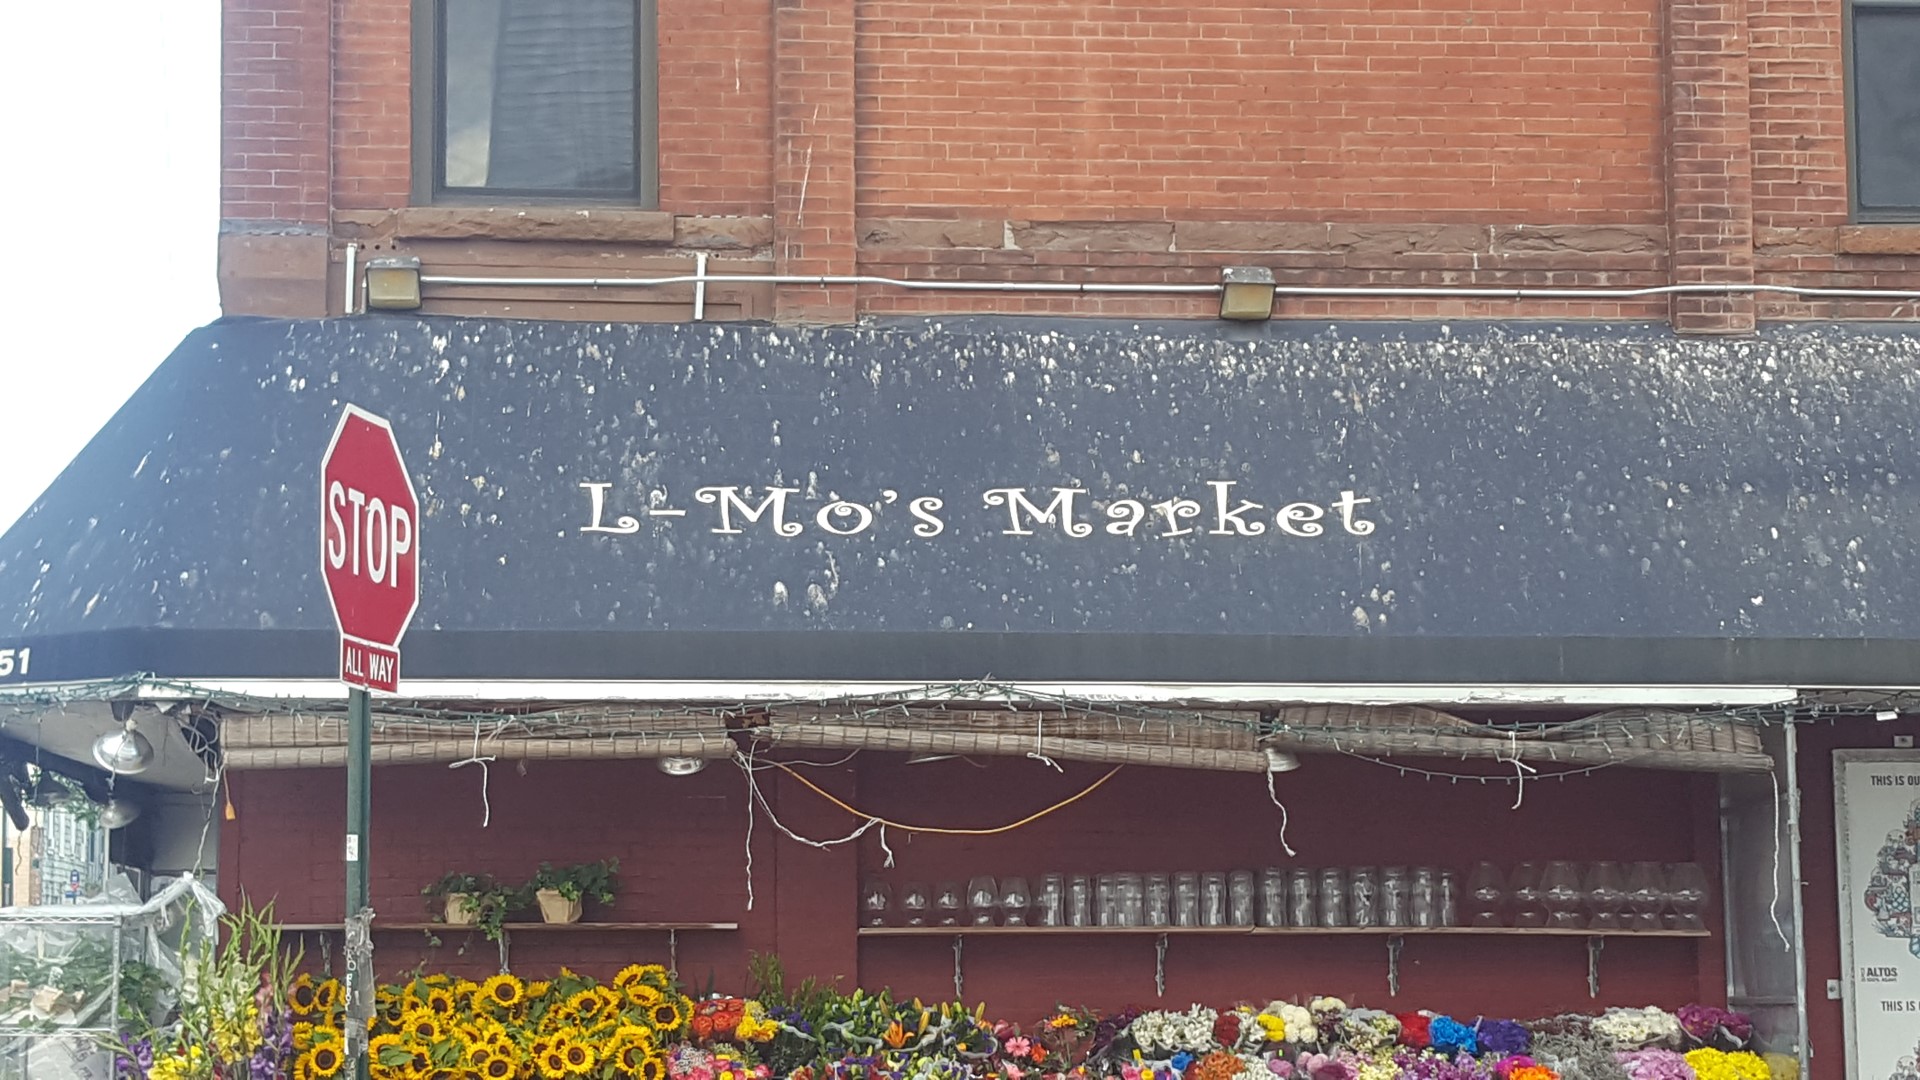 L-Mo's Market
STOP
ALL WAY
51
THIS IS OU
ALTOS
THIS IS